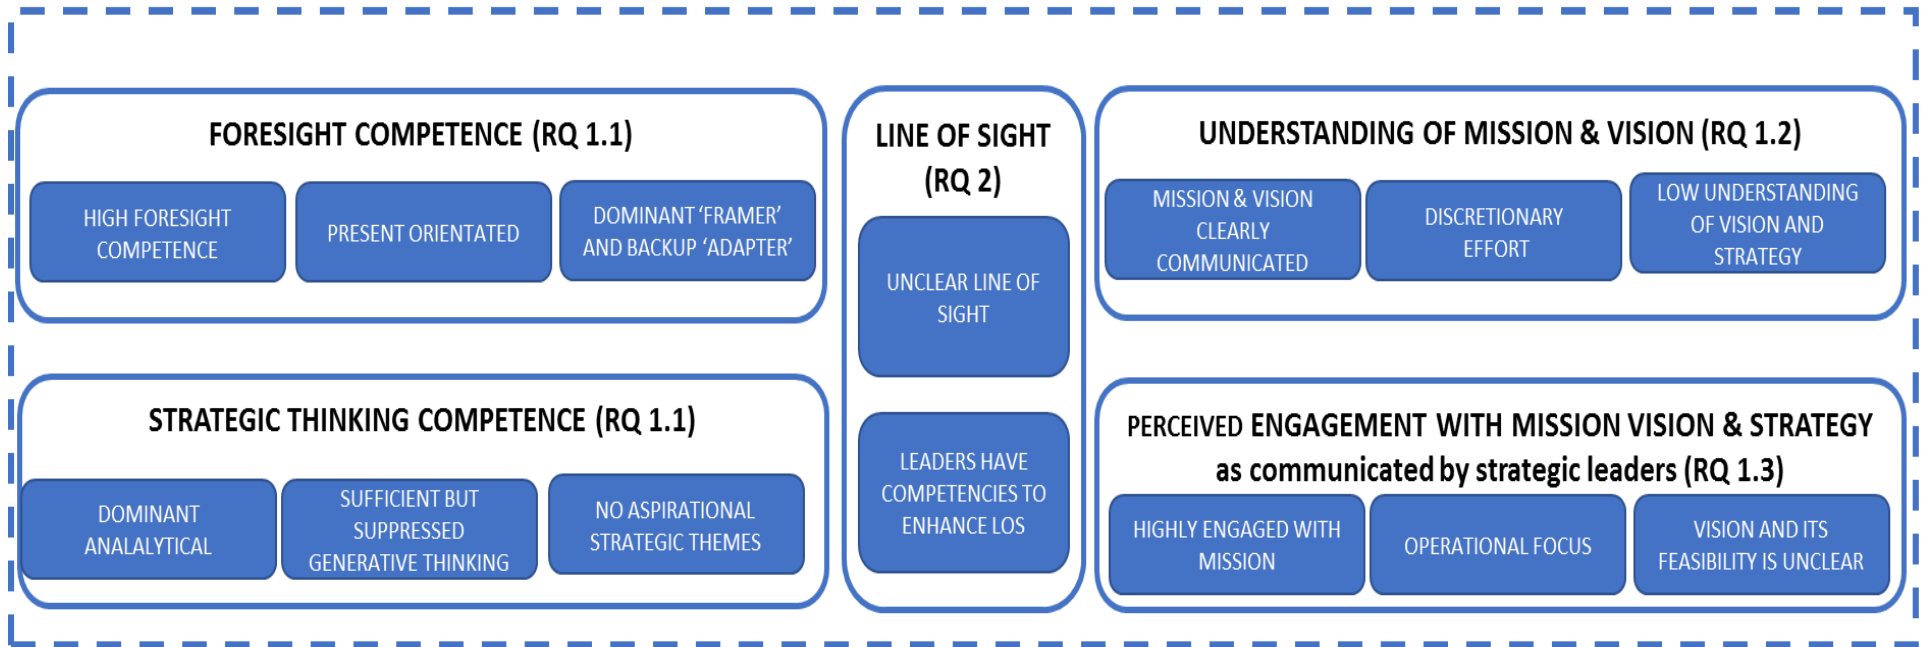 FORESIGHT COMPETENCE (RQ 1.1)
HIGH FORESIGHT
COMPETENCE
PRESENT ORIENTATED
DOMINANT ‘FRAMER’
AND BACKUP ‘ADAPTER’
STRATEGIC THINKING COMPETENCE (RQ 1.1)
DOMINANT
ANALALYTICAL
SUFFICIENT BUT
SUPPRESSED
GENERATIVE THINKING
NO ASPIRATIONAL
STRATEGIC THEMES
LINE OF SIGHT
(RQ 2)
UNCLEAR LINE OF
SIGHT
LEADERS HAVE
COMPETENCIES TO
ENHANCE LOS
UNDERSTANDING OF MISSION & VISION (RQ 1.2)
MISSION & VISION
CLEARLY
COMMUNICATED
DISCRETIONARY
EFFORT
LOW UNDERSTANDING
OF VISION AND
STRATEGY
PERCEIVED ENGAGEMENT WITH MISSION VISION & STRATEGY
as communicated by strategic leaders (RQ 1.3)
HIGHLY ENGAGED WITH
MISSION
OPERATIONAL FOCUS
VISION AND ITS
FEASIBILITY IS UNCLEAR